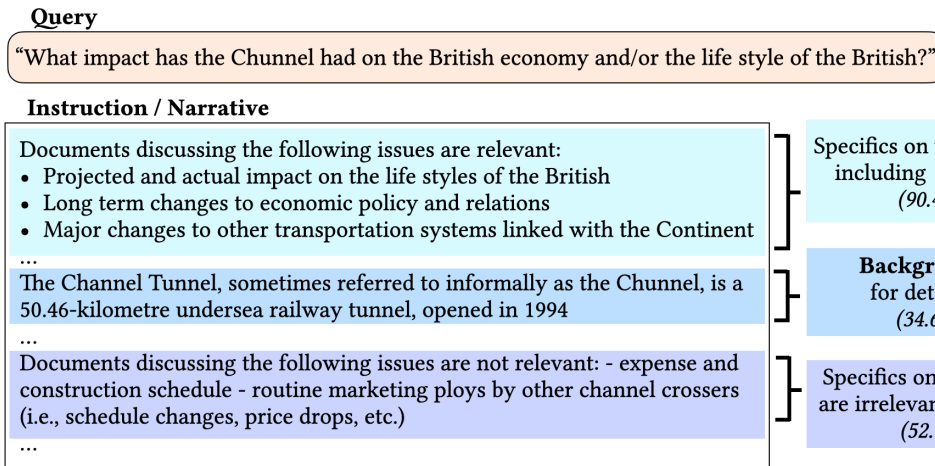 Query
“What impact has the Chunnel had on the British economy and/or the life style of the British?”
Instruction / Narrative
Documents discussing the following issues are relevant:
• Projected and actual impact on the life styles of the British
• Long term changes to economic policy and relations
• Major changes to other transportation systems linked with the Continent
...
The Channel Tunnel, sometimes referred to informally as the Chunnel, is a
50.46-kilometre undersea railway tunnel, opened in 1994
...
Documents discussing the following issues are not relevant: - expense and
construction schedule - routine marketing ploys by other channel crossers
(i.e., schedule changes, price drops, etc.)
...
Specifics on
including
(90.4
Backgr
for det
(34.6
Specifics on
are irrelevan
(52.